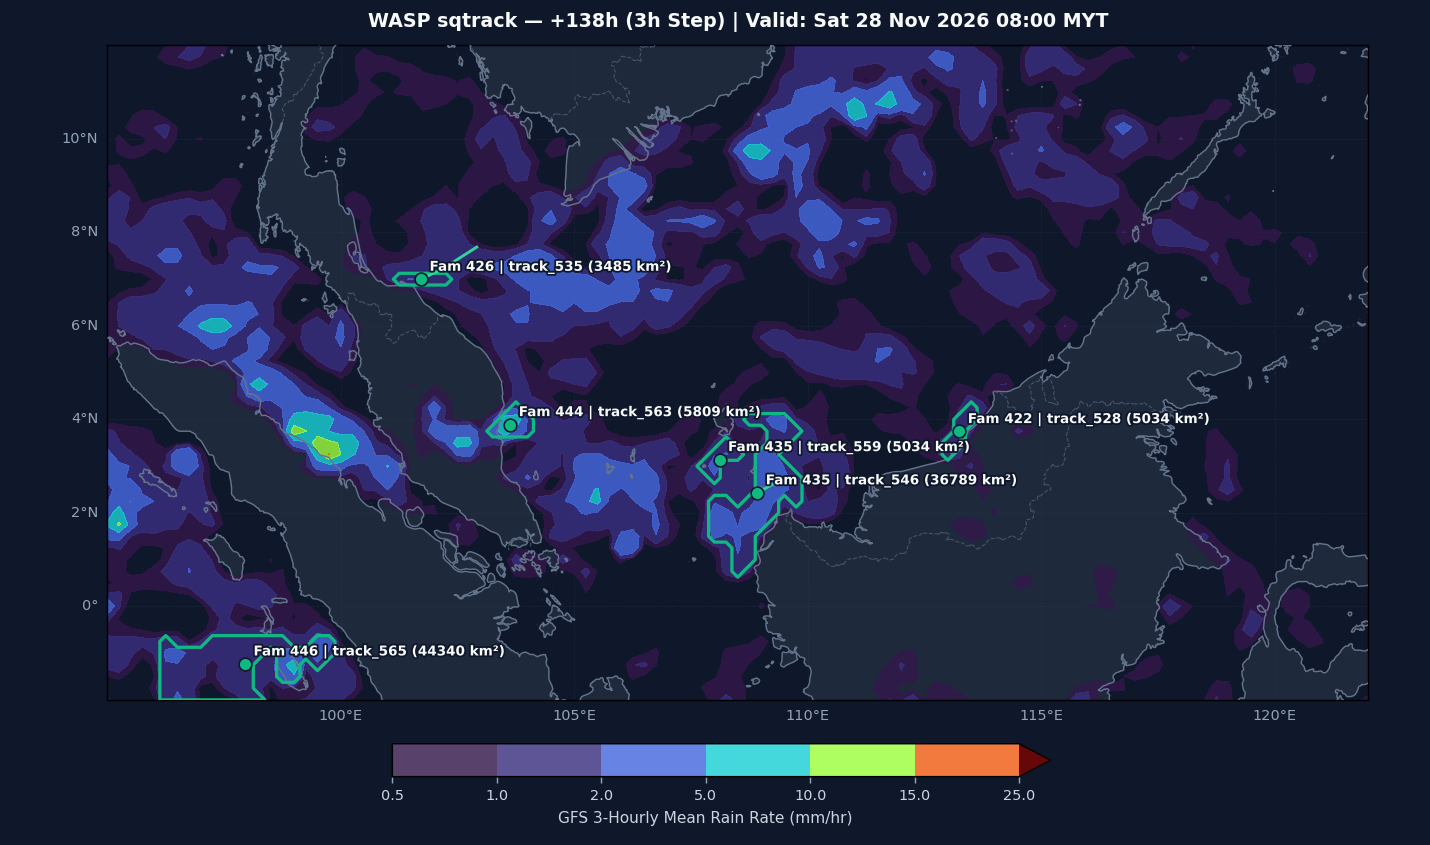 WASP sqtrack — +138h (3h Step) | Valid: Sat 28 Nov 2026 08:00 MYT
10°N
8°N
6°N
4°N
2°N
0°
Fam 426 | track_535 (3485 km²)
Fam 444 | track_563 (5809 km²)
Fam 422 | track_528 (5034 km²)
Fam 435 | track_559 (5034 km²)
Fam 435 | track_546 (36789 km²)
Fam 446 | track_565 (44340 km²)
100°E 105°E 110°E 115°E 120°E
0.5 1.0 2.0 5.0 10.0 15.0 25.0
GFS 3-Hourly Mean Rain Rate (mm/hr)